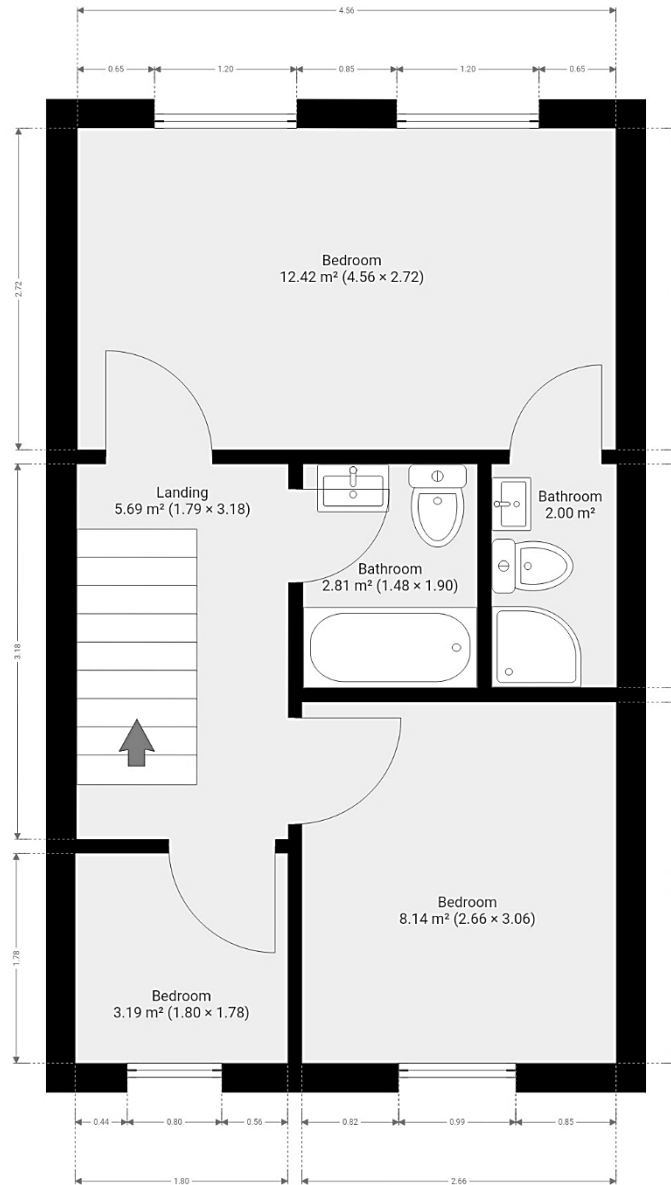 4.56
0.65 1.20 0.85 1.20 0.65
2.72
Bedroom
12.42 m² (4.56 × 2.72)
3.18
Landing
5.69 m² (1.79 × 3.18)
Bathroom
2.00 m²
Bathroom
2.81 m² (1.48 × 1.90)
1.78
Bedroom
8.14 m² (2.66 × 3.06)
Bedroom
3.19 m² (1.80 × 1.78)
0.44 0.80 0.56 0.82 0.99 0.85
1.80 2.66